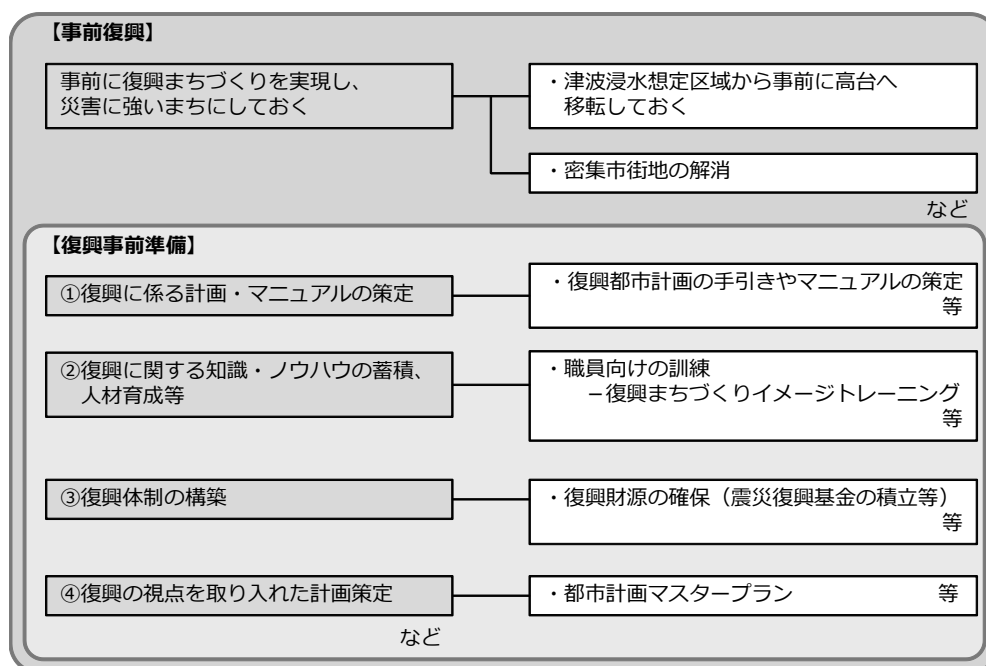 【事前復興】
事前に復興まちづくりを実現し、
災害に強いまちにしておく
・津波浸水想定区域から事前に高台へ
移転しておく
・密集市街地の解消
など
【復興事前準備】
①復興に係る計画・マニュアルの策定
・復興都市計画の手引きやマニュアルの策定
等
②復興に関する知識・ノウハウの蓄積、
人材育成等
・職員向けの訓練
－復興まちづくりイメージトレーニング
等
③復興体制の構築
・復興財源の確保（震災復興基金の積立等）
等
④復興の視点を取り入れた計画策定
・都市計画マスタープラン 等
など